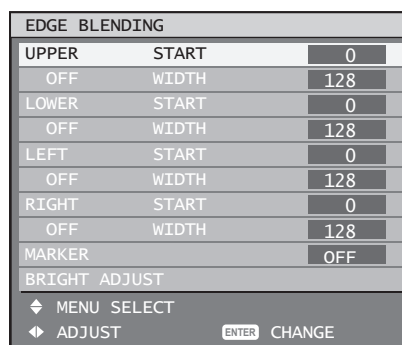 EDGE BLENDING
UPPER START 0
OFF WIDTH 128
LOWER START 0
OFF WIDTH 128
LEFT START 0
OFF WIDTH 128
RIGHT START 0
OFF WIDTH 128
MARKER OFF
BRIGHT ADJUST
MENU SELECT
ADJUST ENTER CHANGE